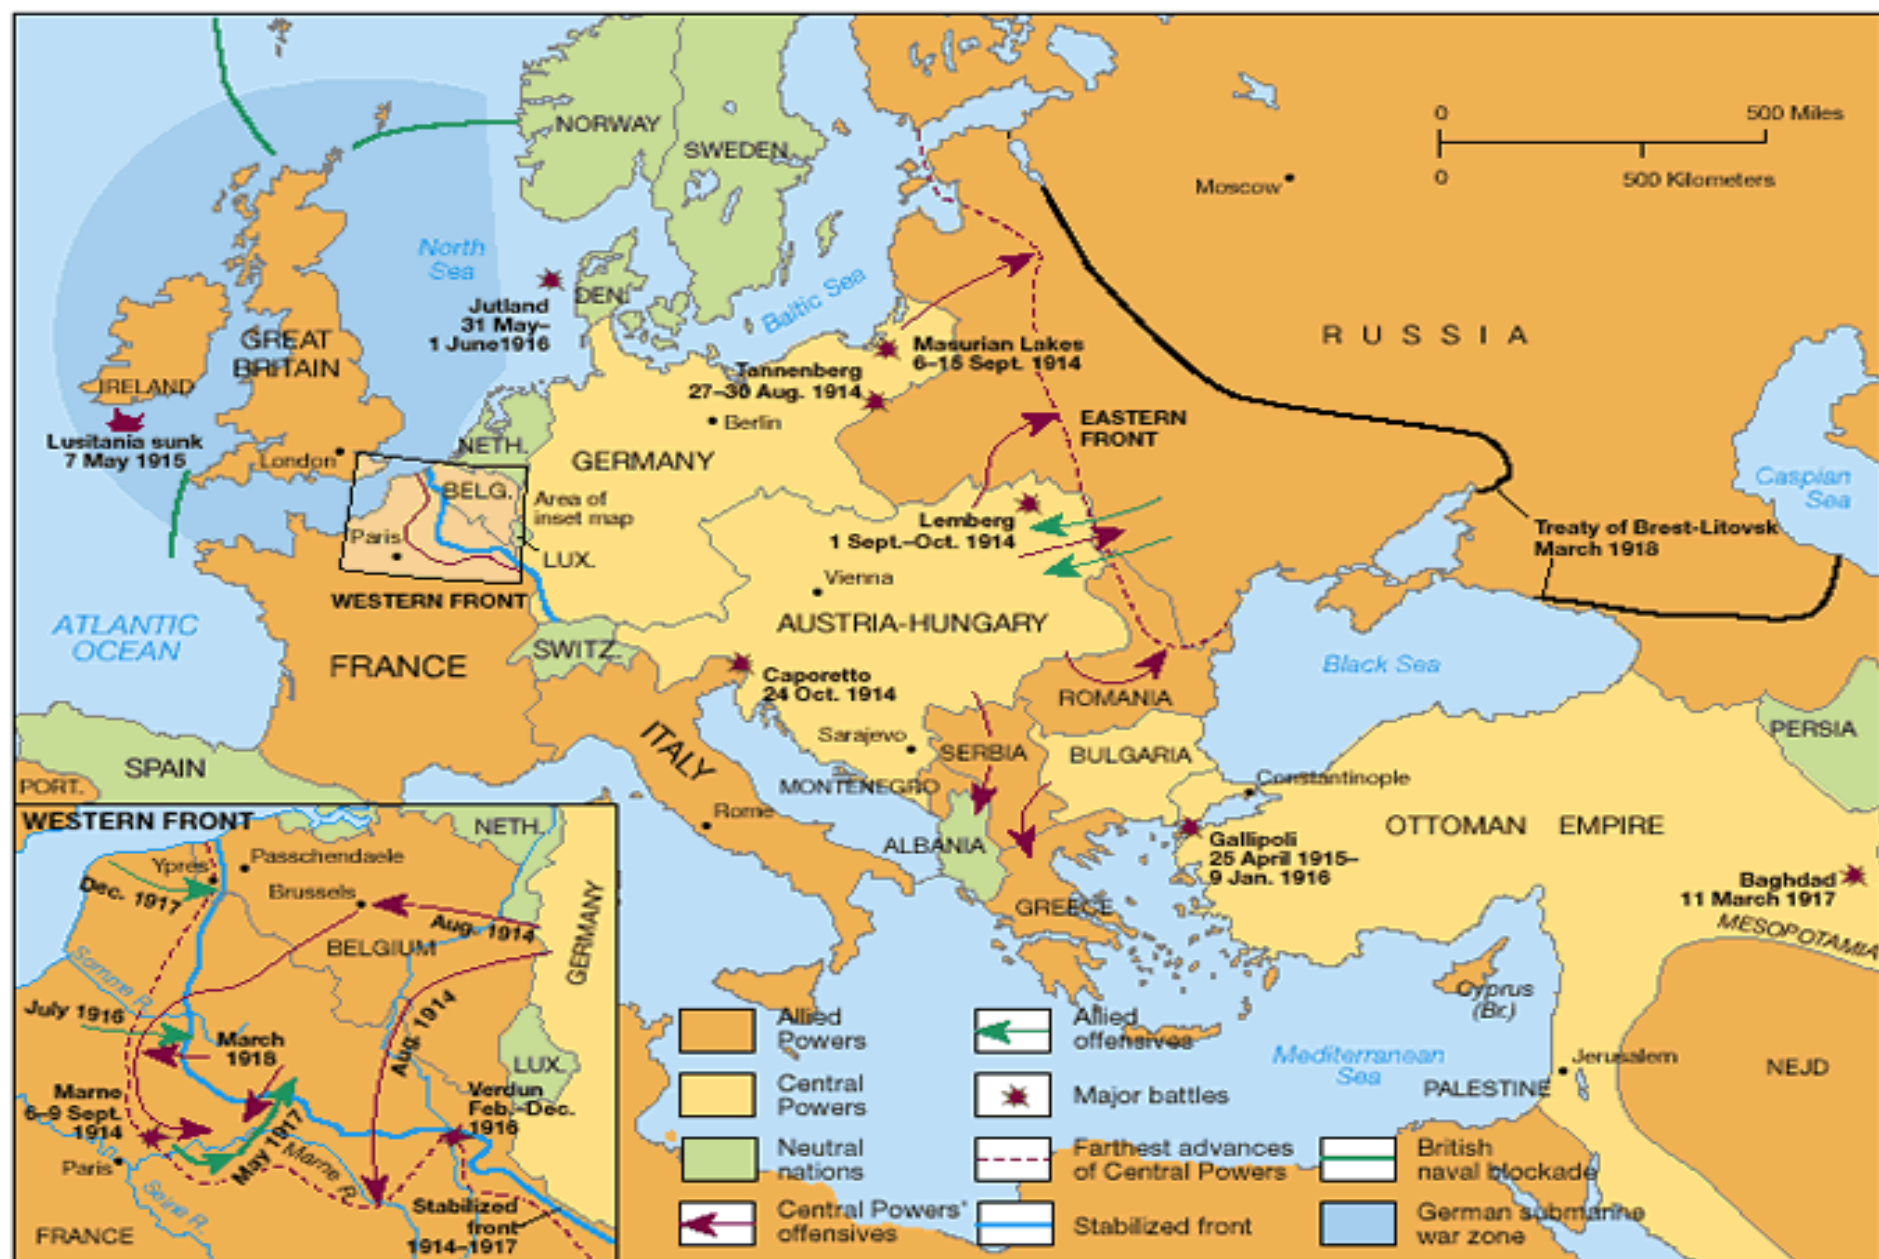 NORWAY
SWEDEN
0
500 Miles
0
500 Kilometers
Moscow
North
Sea
Jutland
31 May–
1 June1916
DEN.
Baltic Sea
Masurian Lakes
6–15 Sept. 1914
Tannenberg
27–30 Aug. 1914
Berlin
R U S S I A
GREAT
BRITAIN
IRELAND
Lusitania sunk
7 May 1915
London
NETH.
GERMANY
EASTERN
FRONT
BELG.
Area of
inset map
Paris
LUX.
WESTERN FRONT
Lemberg
1 Sept.–Oct. 1914
Vienna
Caspian
Sea
Treaty of Brest-Litovsk
March 1918
ATLANTIC
OCEAN
FRANCE
SWITZ.
AUSTRIA-HUNGARY
Caporetto
24 Oct. 1914
ROMANIA
Black Sea
PERSIA
SPAIN
PORT.
ITALY
Sarajevo
SERBIA
BULGARIA
MONTENEGRO
Constantinople
Rome
ALBANIA
GREECE
Gallipoli
25 April 1915–
9 Jan. 1916
OTTOMAN EMPIRE
Baghdad
11 March 1917
MESOPOTAMIA
Cyprus
(Br.)
Mediterranean
Sea
Jerusalem
PALESTINE
NEJD
WESTERN FRONT
NETH.
Ypres
Passchendaele
Dec. 1917
Brussels
Aug. 1914
BELGIUM
GERMANY
Somme R.
July 1916
March
1918
Aug. 1914
LUX.
Marne
6–9 Sept.
1914
Verdun
Feb.–Dec.
1916
May 1917
Marne R.
Paris
Seine R.
Stabilized
front
1914–1917
FRANCE
Allied
Powers
Central
Powers
Neutral
nations
Central Powers'
offensives
Allied
offensives
Major battles
Farthest advances
of Central Powers
Stabilized front
British
naval blockade
German submarine
war zone